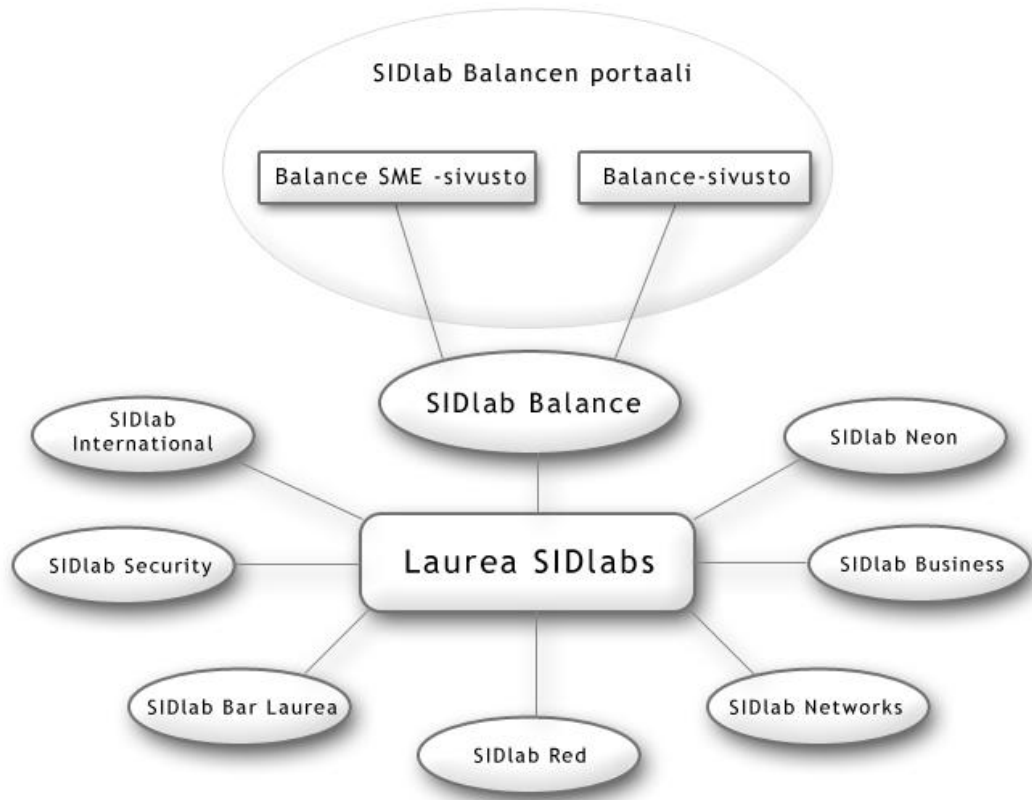 SIDlab Balancen portaali
Balance SME -sivusto
Balance-sivusto
SIDlab Balance
SIDlab
International
SIDlab Neon
Laurea SIDlabs
SIDlab Security
SIDlab Business
SIDlab Bar Laurea
SIDlab Networks
SIDlab Red